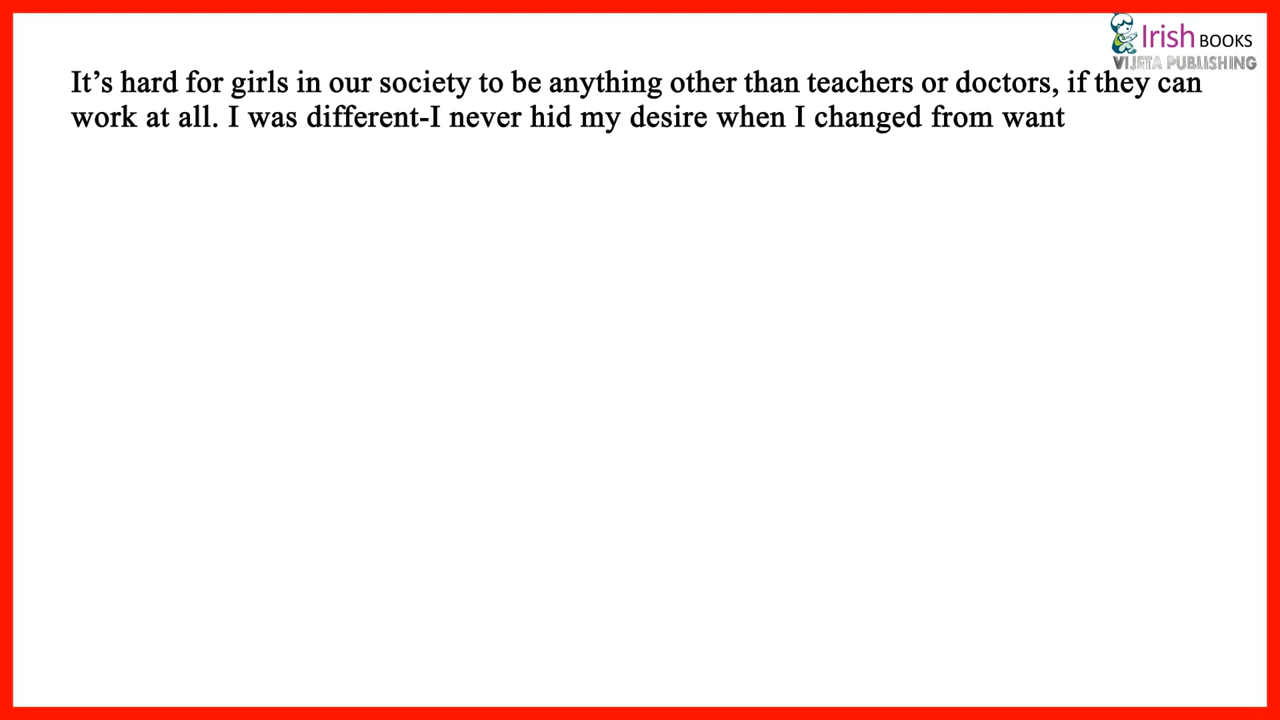 Irish BOOKS
VIJETA PUBLISHING
It’s hard for girls in our society to be anything other than teachers or doctors, if they can
work at all. I was different-I never hid my desire when I changed from want